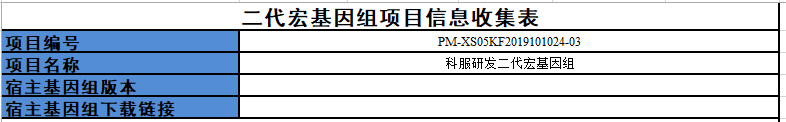 二代宏基因组项目信息收集表
项目编号 PM-XS05KF2019101024-03
项目名称 科服研发二代宏基因组
宿主基因组版本
宿主基因组下载链接